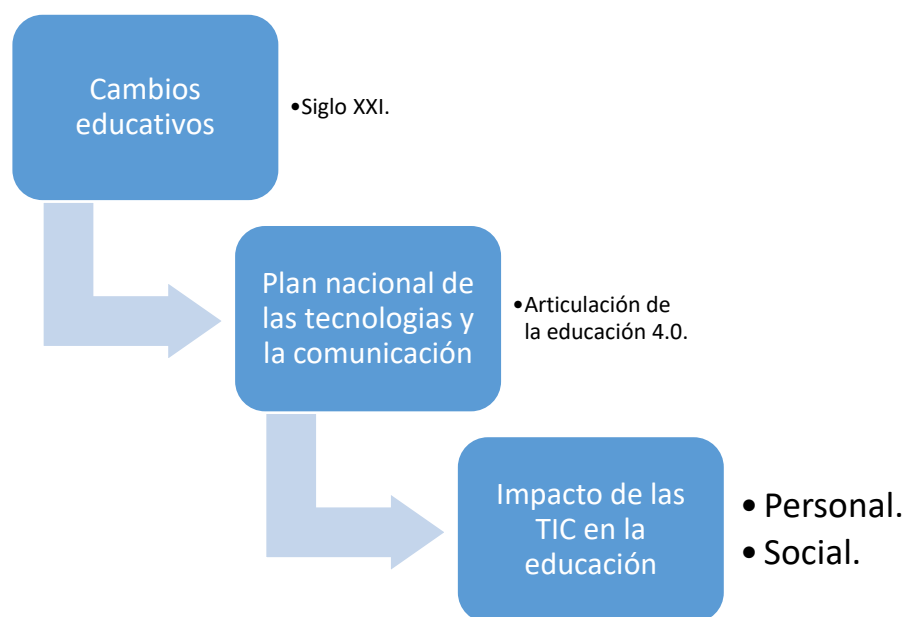 Cambios
educativos
•Siglo XXI.
Plan nacional de
las tecnologias y
la comunicación
•Articulación de
la educación 4.0.
Impacto de las
TIC en la
educación
• Personal.
• Social.